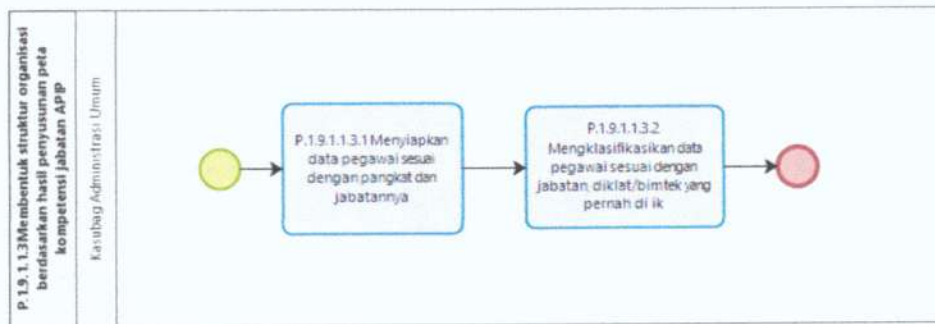 P.1.9.1.1.3 Membentuk struktur organisasi
berdasarkan hasil penyusunan peta
kompetensi jabatan APIP
Kasubag Administrasi Umum
P.1.9.1.1.3.1 Menyiapkan
data pegawai sesuai
dengan pangkat dan
jabatannya
P.1.9.1.1.3.2
Mengklasifikasikan data
pegawai sesuai dengan
jabatan, diklat/bimtek yang
pernah di ik